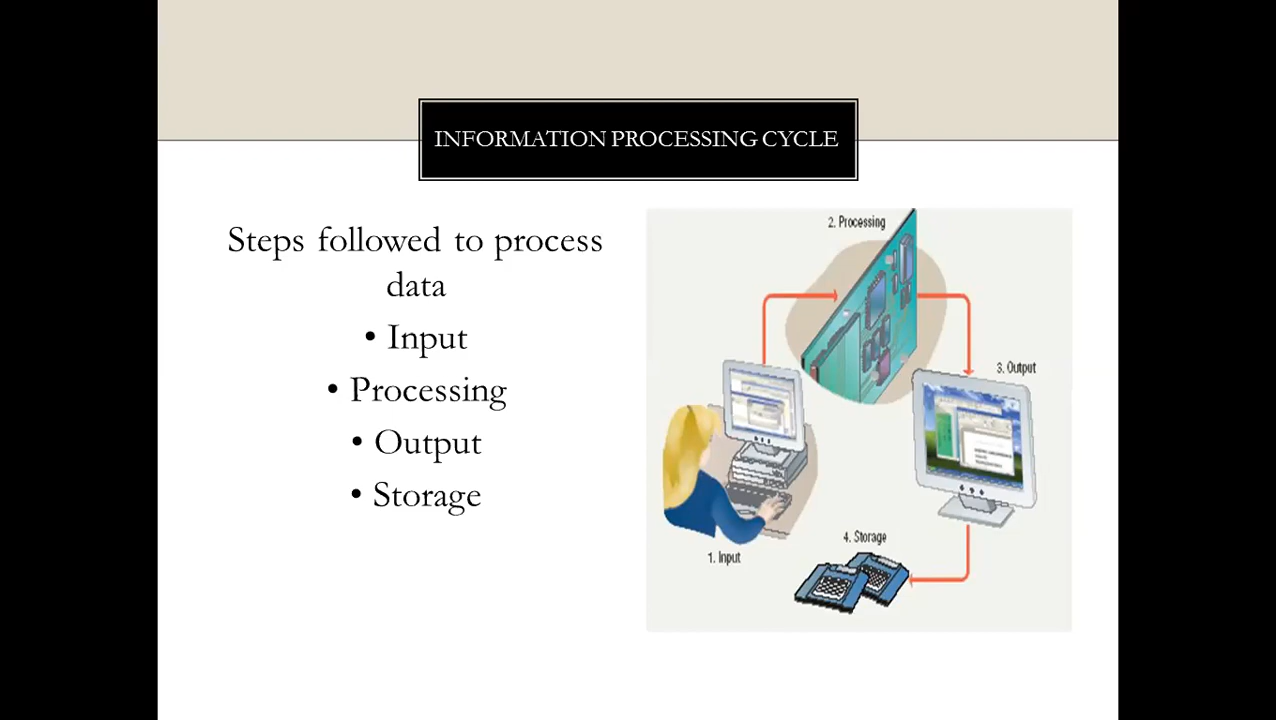 INFORMATION PROCESSING CYCLE
Steps followed to process
data
• Input
• Processing
• Output
• Storage
2. Processing
3. Output
4. Storage
1. Input